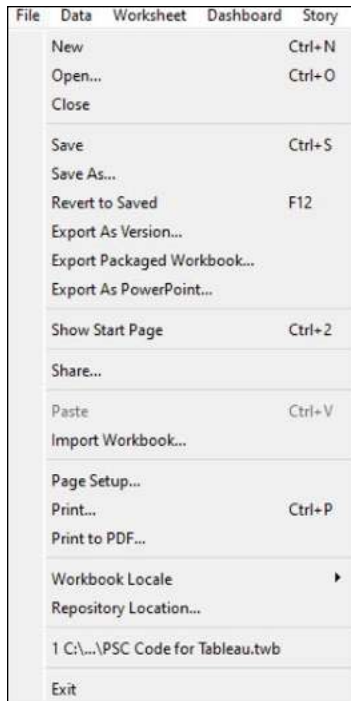 File Data Worksheet Dashboard Story
New Ctrl+N
Open... Ctrl+O
Close
Save Ctrl+S
Save As...
Revert to Saved F12
Export As Version...
Export Packaged Workbook...
Export As PowerPoint...
Show Start Page Ctrl+2
Share...
Paste Ctrl+V
Import Workbook...
Page Setup...
Print... Ctrl+P
Print to PDF...
Workbook Locale
Repository Location...
1 C:\...\PSC Code for Tableau.twb
Exit